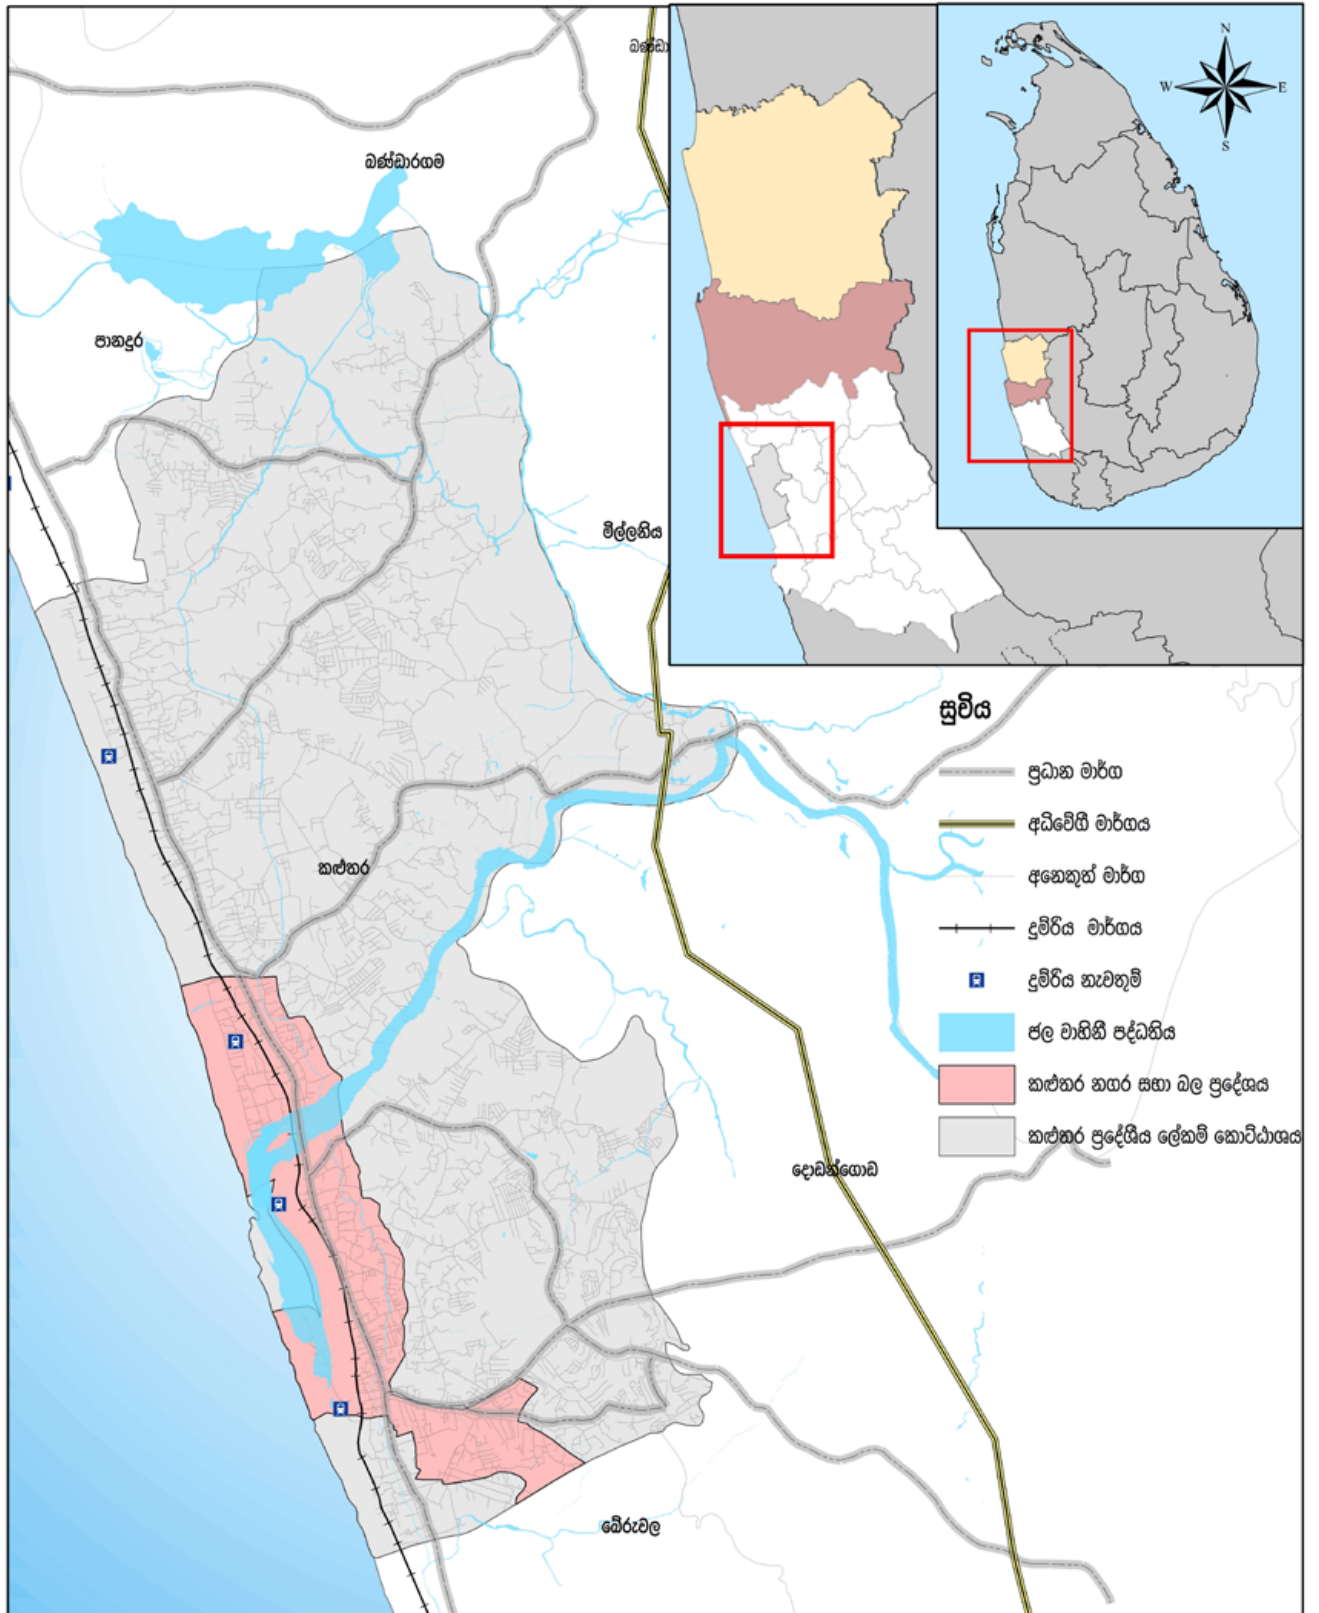 බණ්ඩා
බණ්ඩාරගම
පානදුර
මිල්ලනිය
කළුතර
දොඩන්ගොඩ
බේරුවල
N
W
E
S
සූචිය
ප්‍රධාන මාර්ග
අධිවේගී මාර්ගය
අනෙකුත් මාර්ග
දුම්රිය මාර්ගය
දුම්රිය නැවතුම්
ජල වාහිනී පද්ධතිය
කළුතර නගර සභා බල ප්‍රදේශය
කළුතර ප්‍රදේශීය ලේකම් කොට්ඨාශය